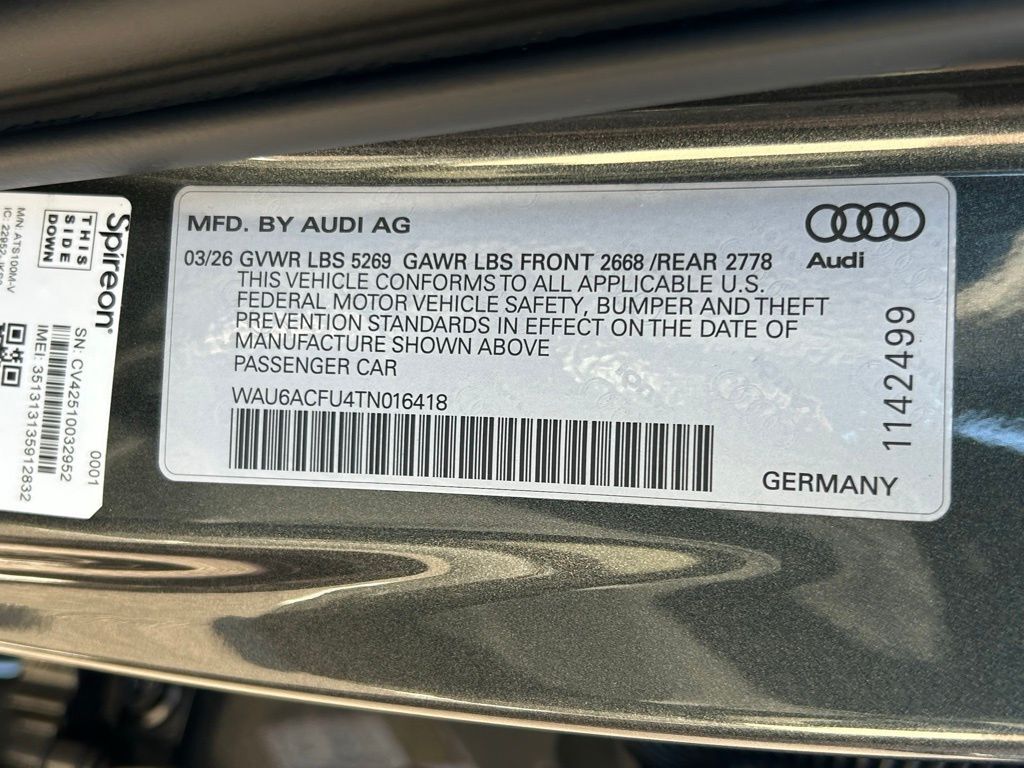 MFD. BY AUDI AG
Audi
03/26 GVWR LBS 5269 GAWR LBS FRONT 2668 /REAR 2778
THIS VEHICLE CONFORMS TO ALL APPLICABLE U.S.
FEDERAL MOTOR VEHICLE SAFETY, BUMPER AND THEFT
PREVENTION STANDARDS IN EFFECT ON THE DATE OF
MANUFACTURE SHOWN ABOVE
PASSENGER CAR
WAU6ACFU4TN016418
GERMANY
1142499
Spireon
THIS
SIDE
DOWN
M/N: ATS100M-V
SN: CV42510032952
0001
IMEI: 351313135912832